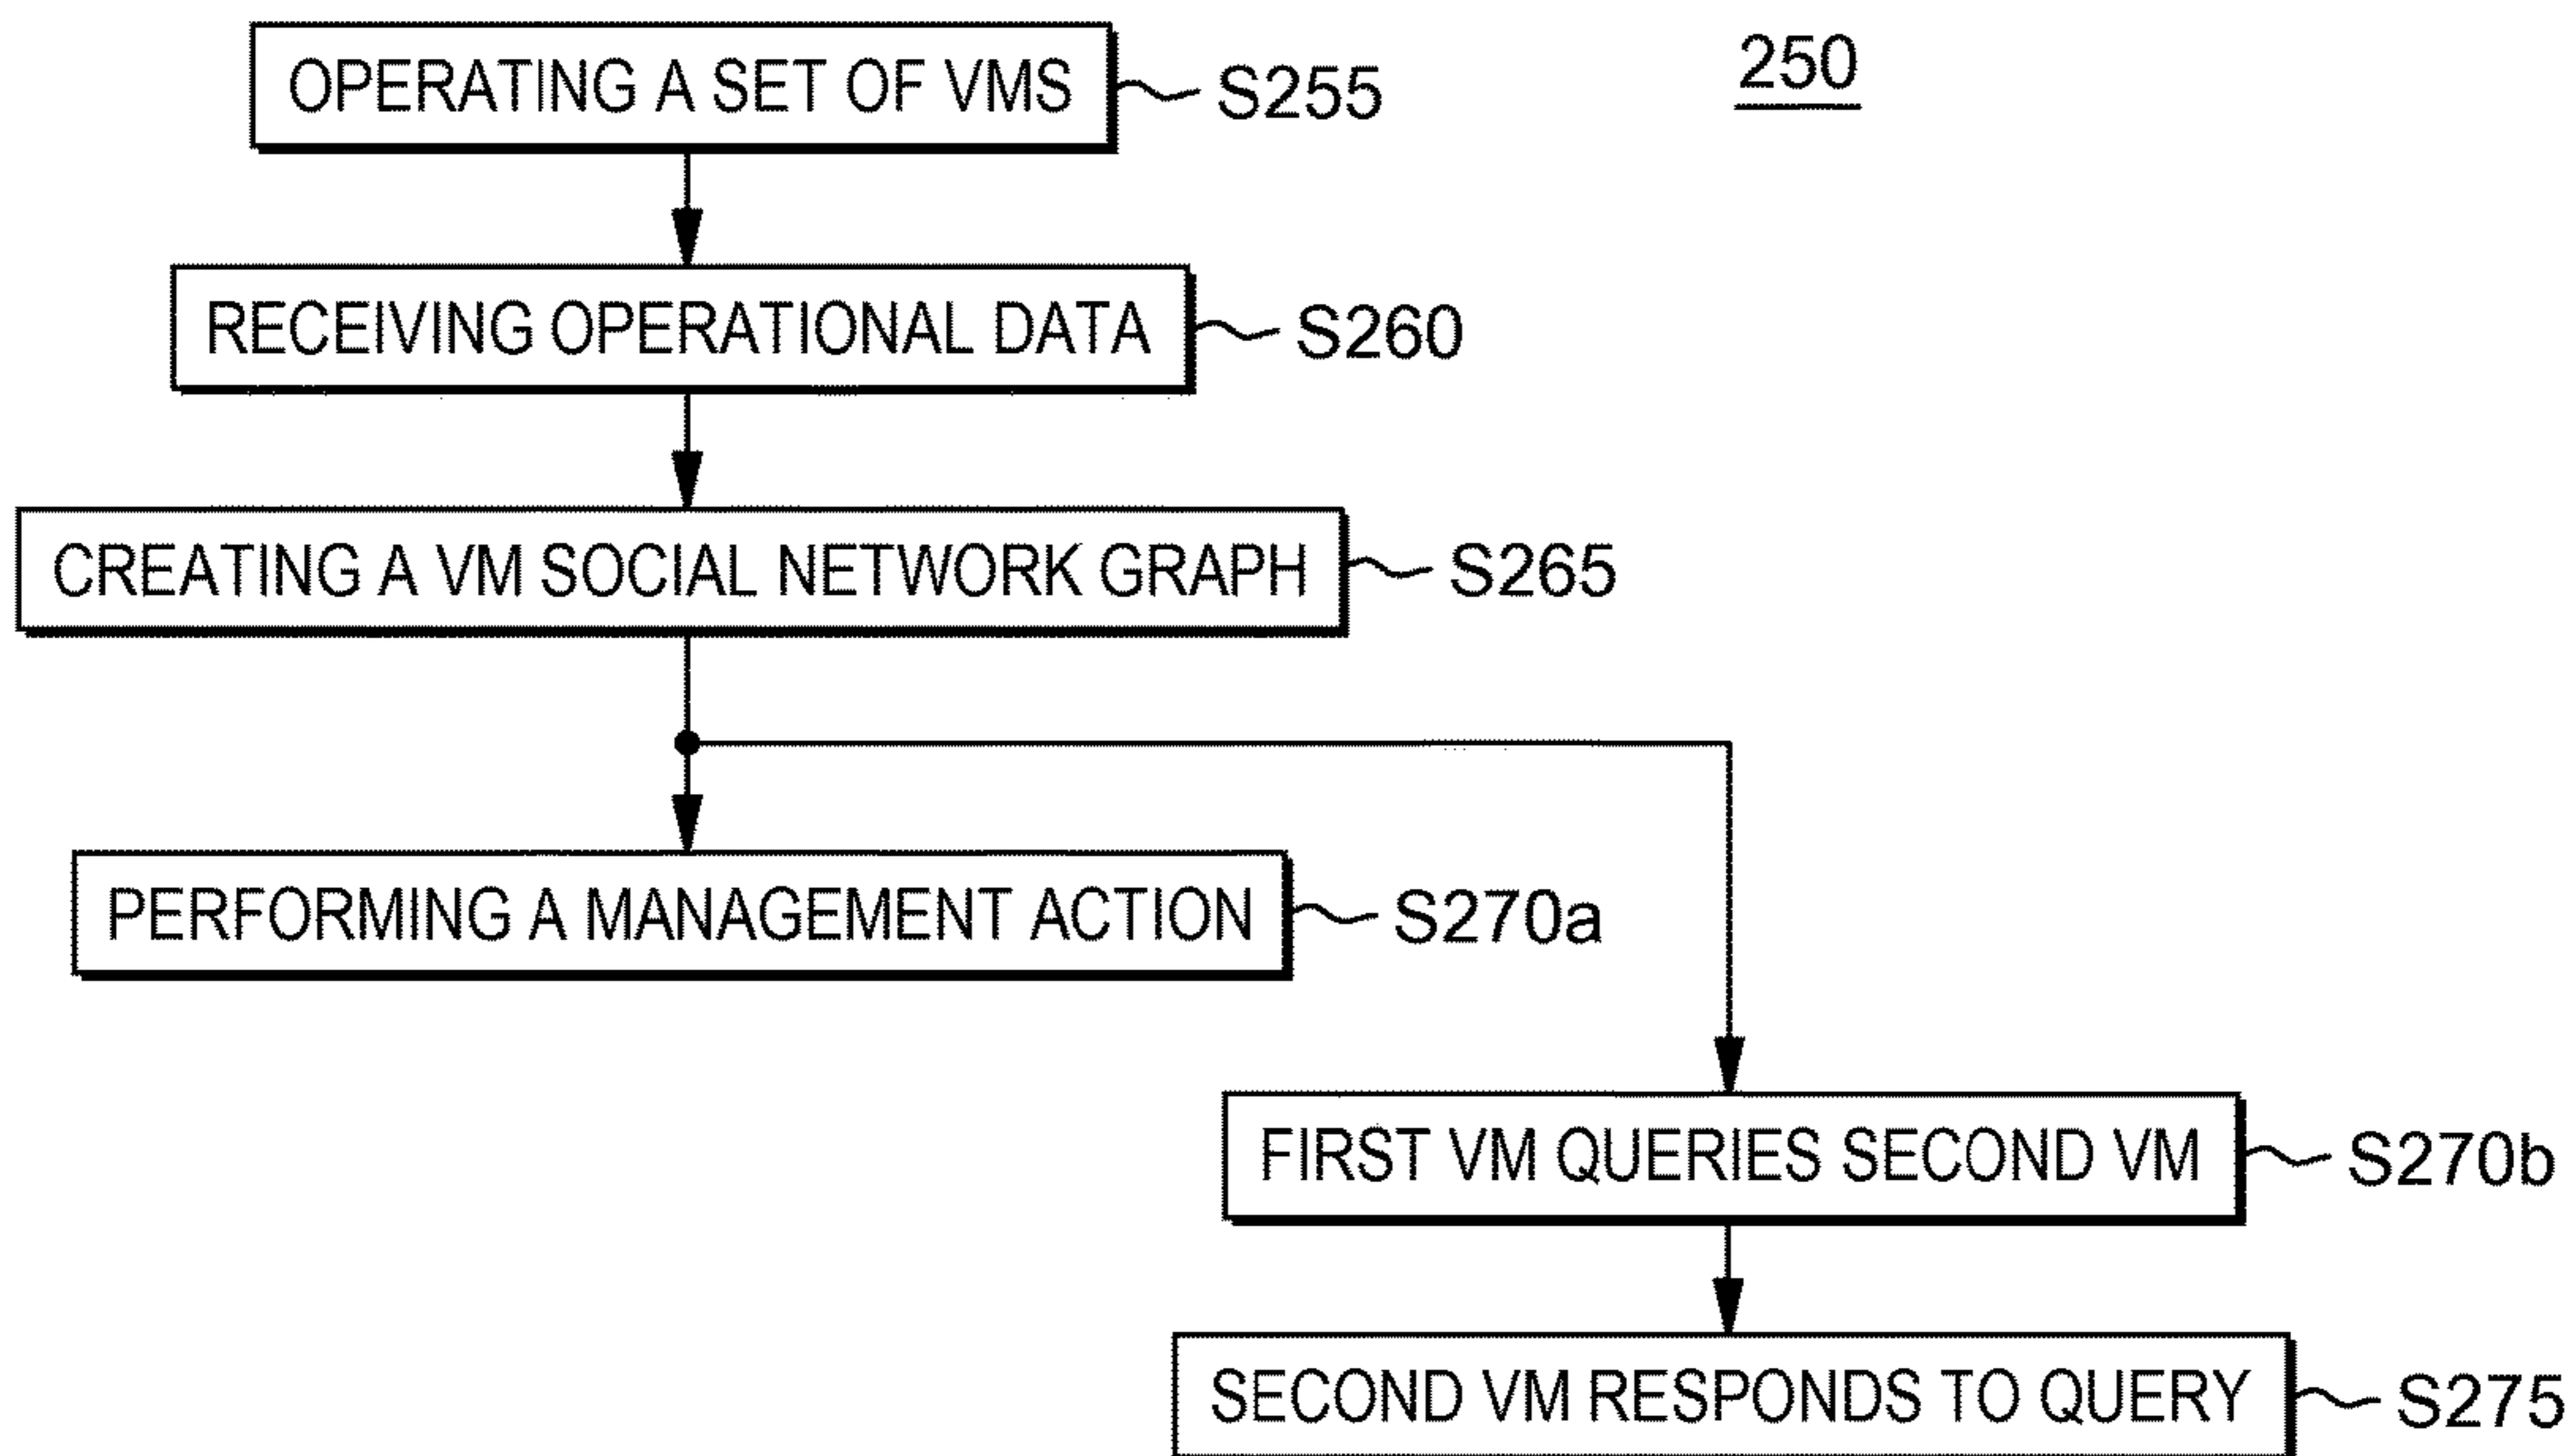 250
OPERATING A SET OF VMS S255
RECEIVING OPERATIONAL DATA S260
CREATING A VM SOCIAL NETWORK GRAPH S265
PERFORMING A MANAGEMENT ACTION S270a
FIRST VM QUERIES SECOND VM S270b
SECOND VM RESPONDS TO QUERY S275